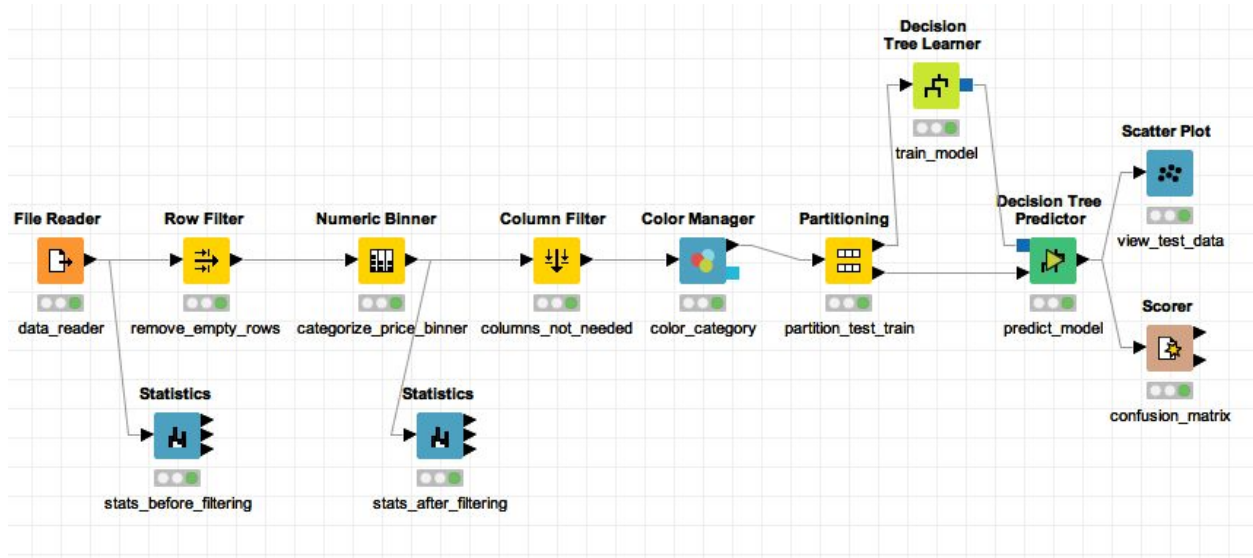 Decision
Tree Learner
train_model
Scatter Plot
view_test_data
File Reader
data_reader
Row Filter
remove_empty_rows
Numeric Binner
categorize_price_binner
Column Filter
columns_not_needed
Color Manager
color_category
Partitioning
partition_test_train
Decision Tree
Predictor
predict_model
Scorer
confusion_matrix
Statistics
stats_before_filtering
Statistics
stats_after_filtering